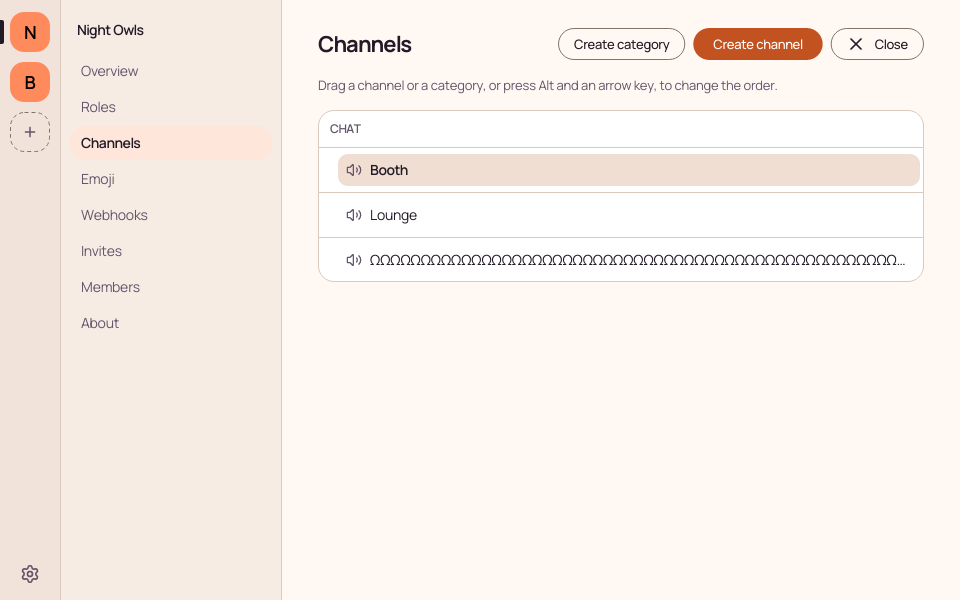 N
B
Night Owls
Overview
Roles
Channels
Emoji
Webhooks
Invites
Members
About
Channels
Create category
Create channel
Close
Drag a channel or a category, or press Alt and an arrow key, to change the order.
CHAT
Booth
Lounge
ΩΩΩΩΩΩΩΩΩΩΩΩΩΩΩΩΩΩΩΩΩΩΩΩΩΩΩΩΩΩΩΩΩΩΩΩΩΩΩΩΩΩΩΩΩΩΩΩΩΩΩΩ...